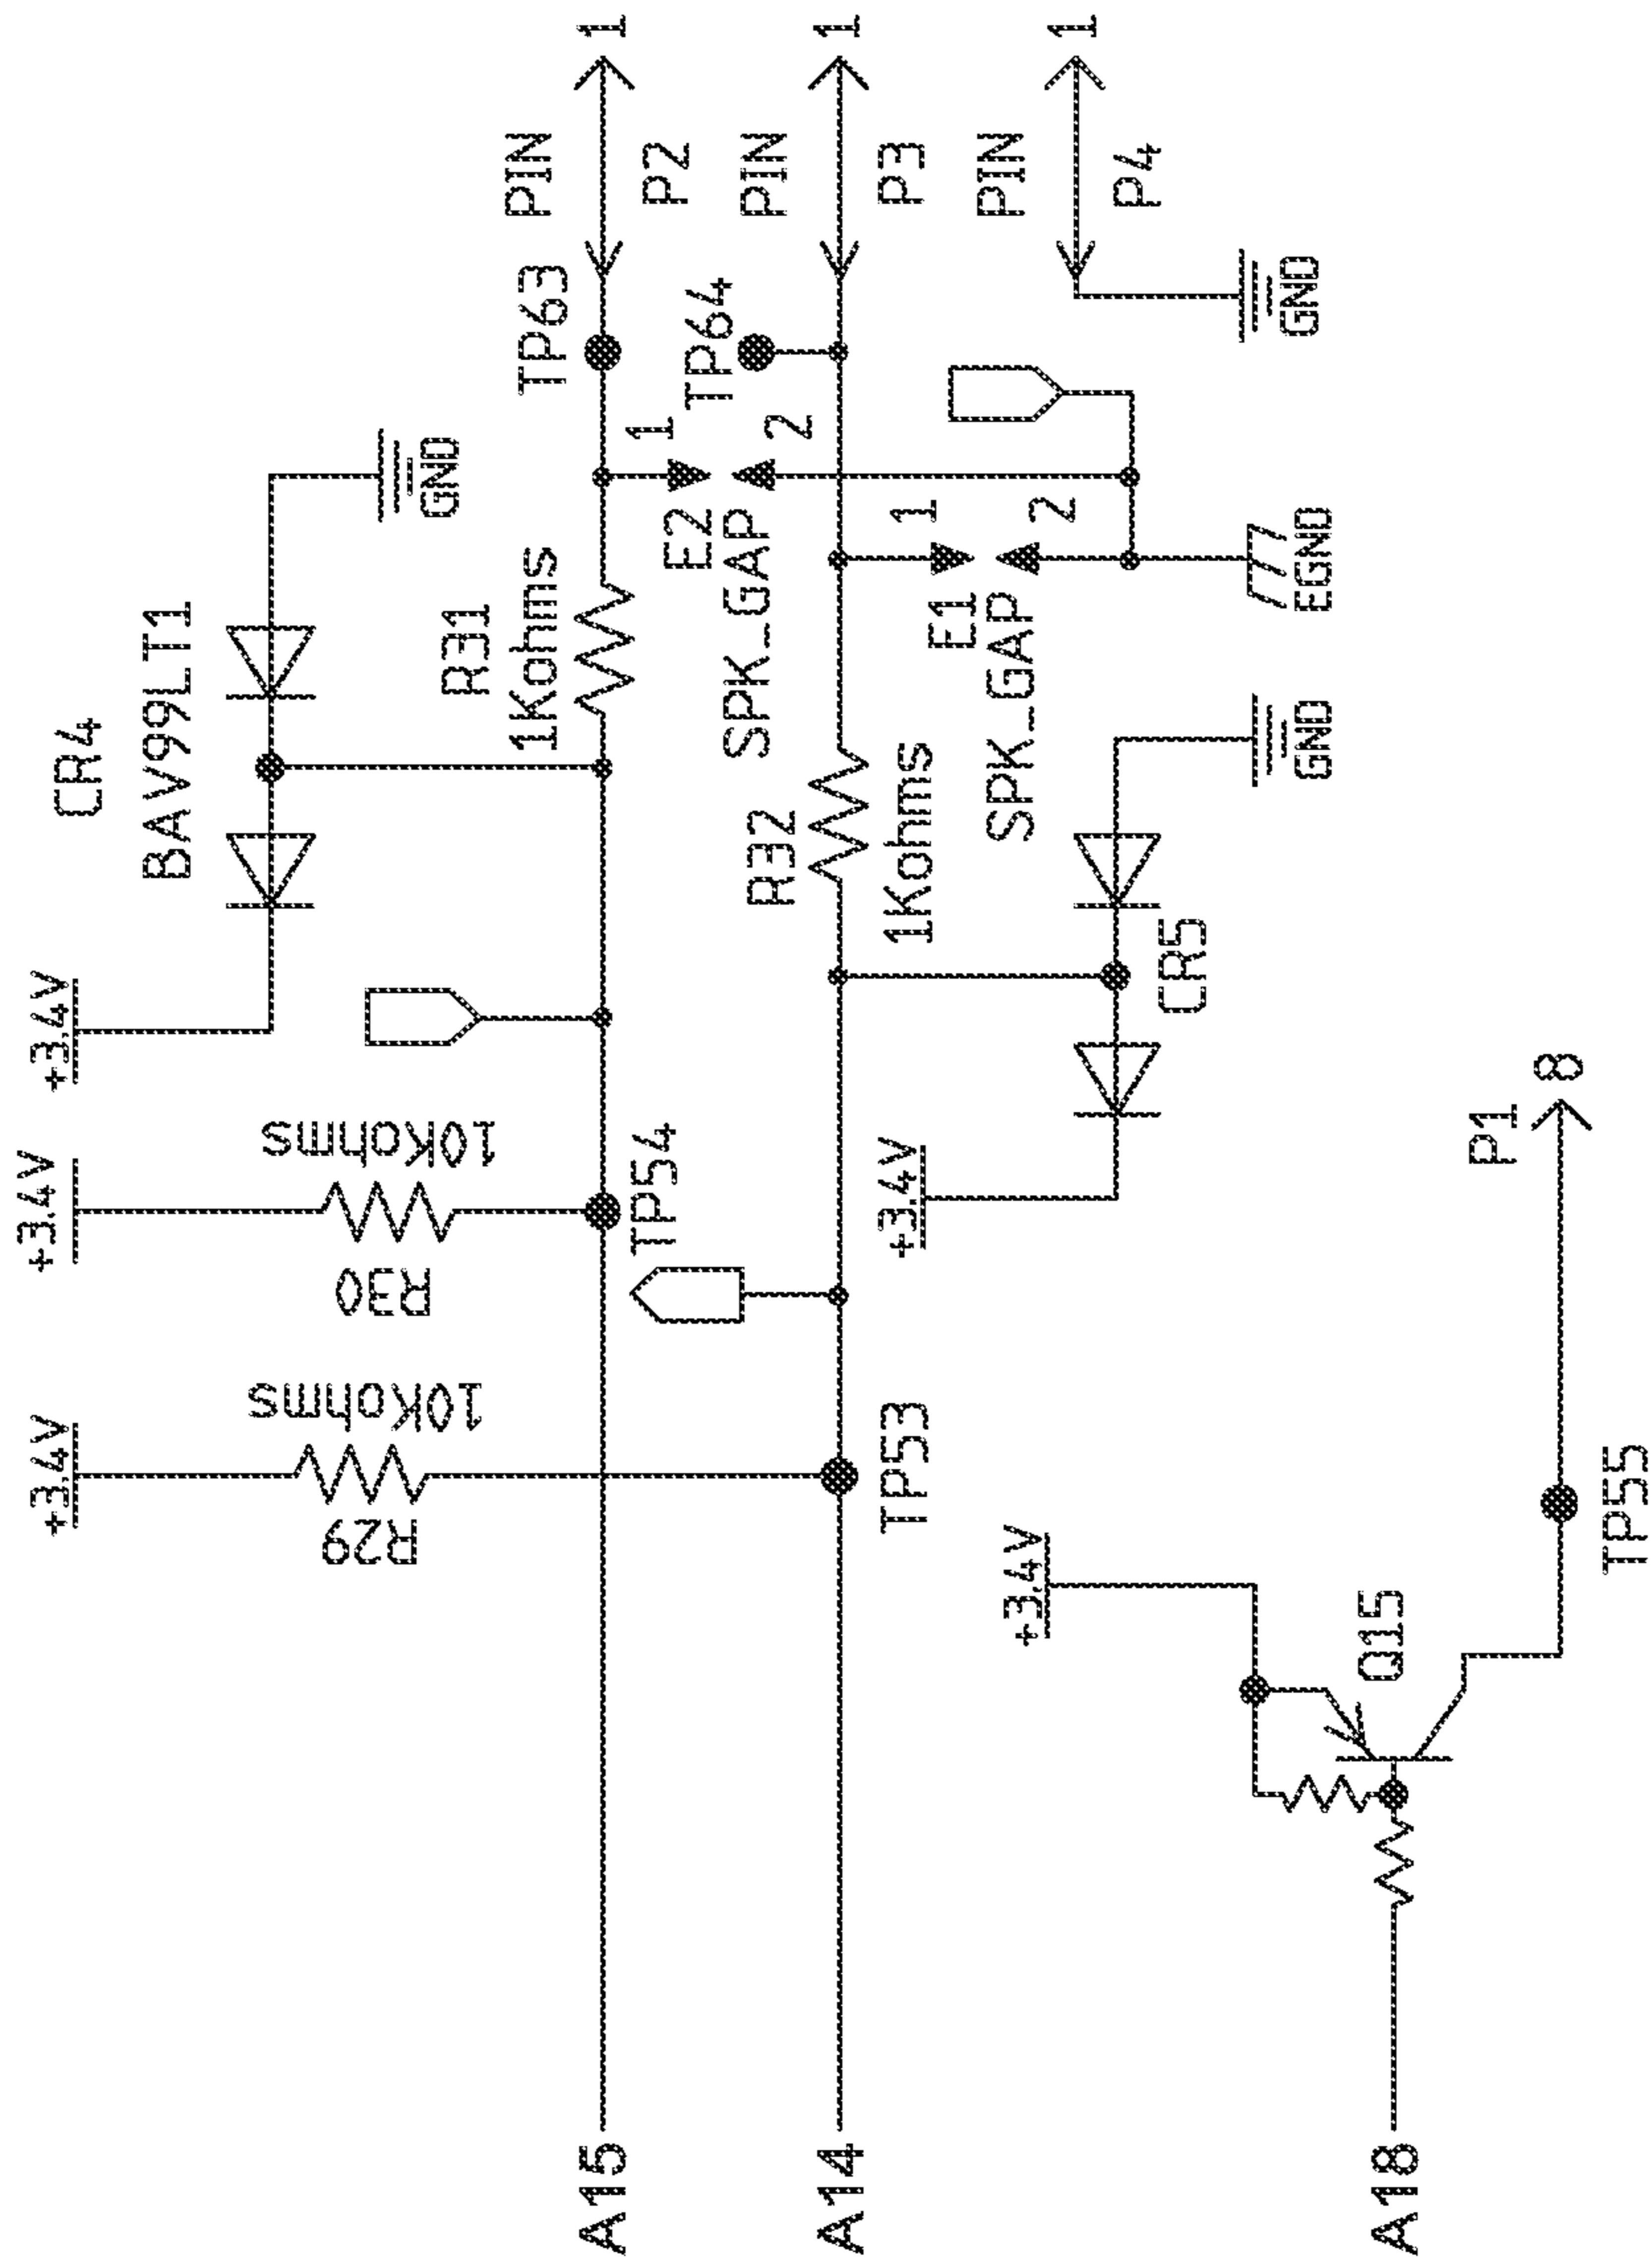 +3.4V
+3.4V
+3.4V
CR4
BAV99LT1
GND
R29
10Kohms
R30
10Kohms
R31
1Kohms
TP63
PIN
1
A15
TP54
E2
SPK_GAP
1
2
P2
TP64
PIN
1
A14
TP53
R32
1Kohms
P3
+3.4V
CR5
GND
E1
SPK_GAP
1
2
EGND
PIN
1
P4
GND
+3.4V
Q15
A18
TP55
P1
8